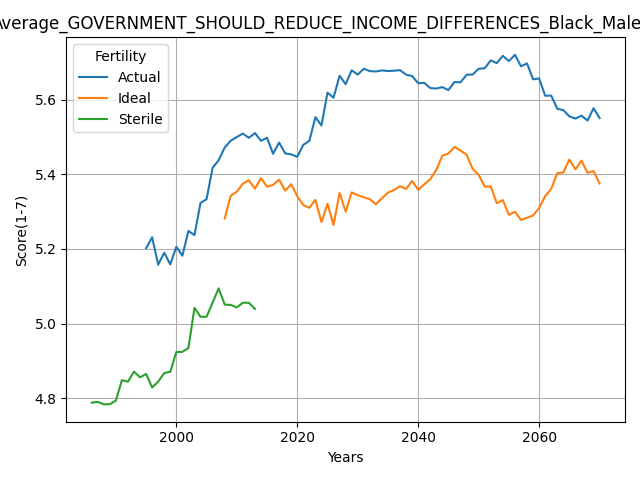 Average_GOVERNMENT_SHOULD_REDUCE_INCOME_DIFFERENCES_Black_Male
Fertility
Actual
Ideal
Sterile
Score(1-7)
5.6
5.4
5.2
5.0
4.8
2000 2020 2040 2060
Years